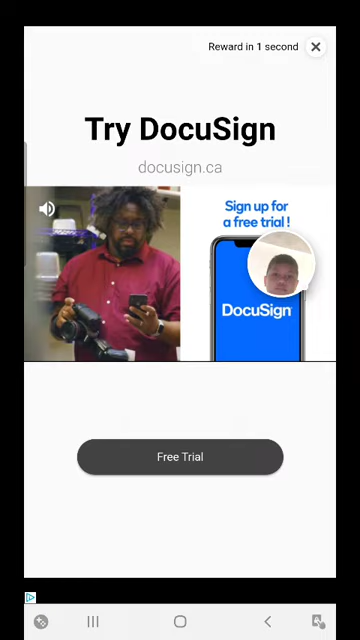 Reward in 1 second
Try DocuSign
docusign.ca
Sign up for
a free trial !
DocuSign
Free Trial